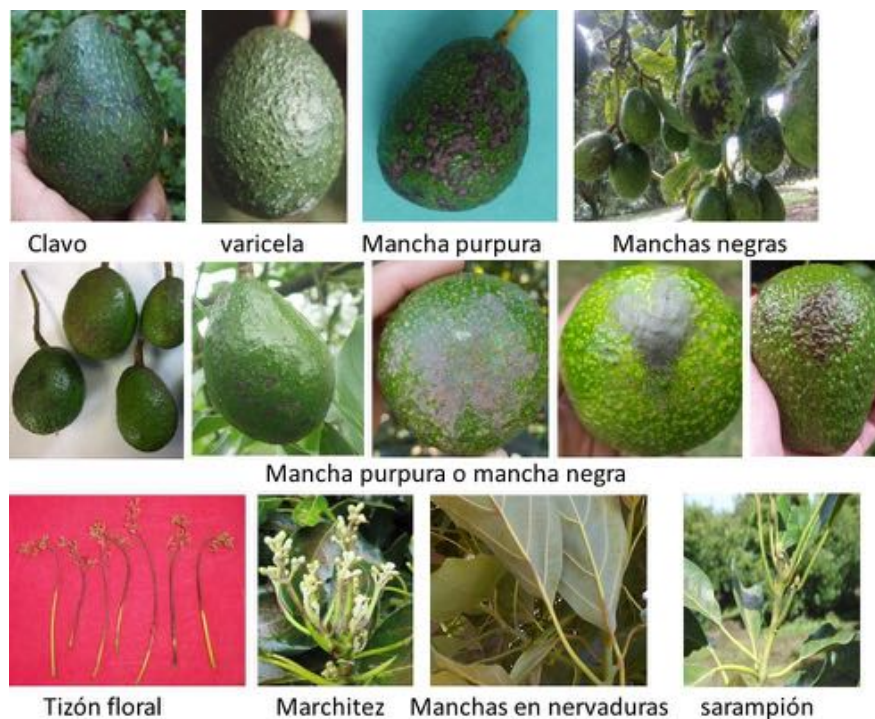 Clavo
varicela
Mancha purpura
Manchas negras
Mancha purpura o mancha negra
Tizón floral
Marchitez
Manchas en nervaduras
sarampión